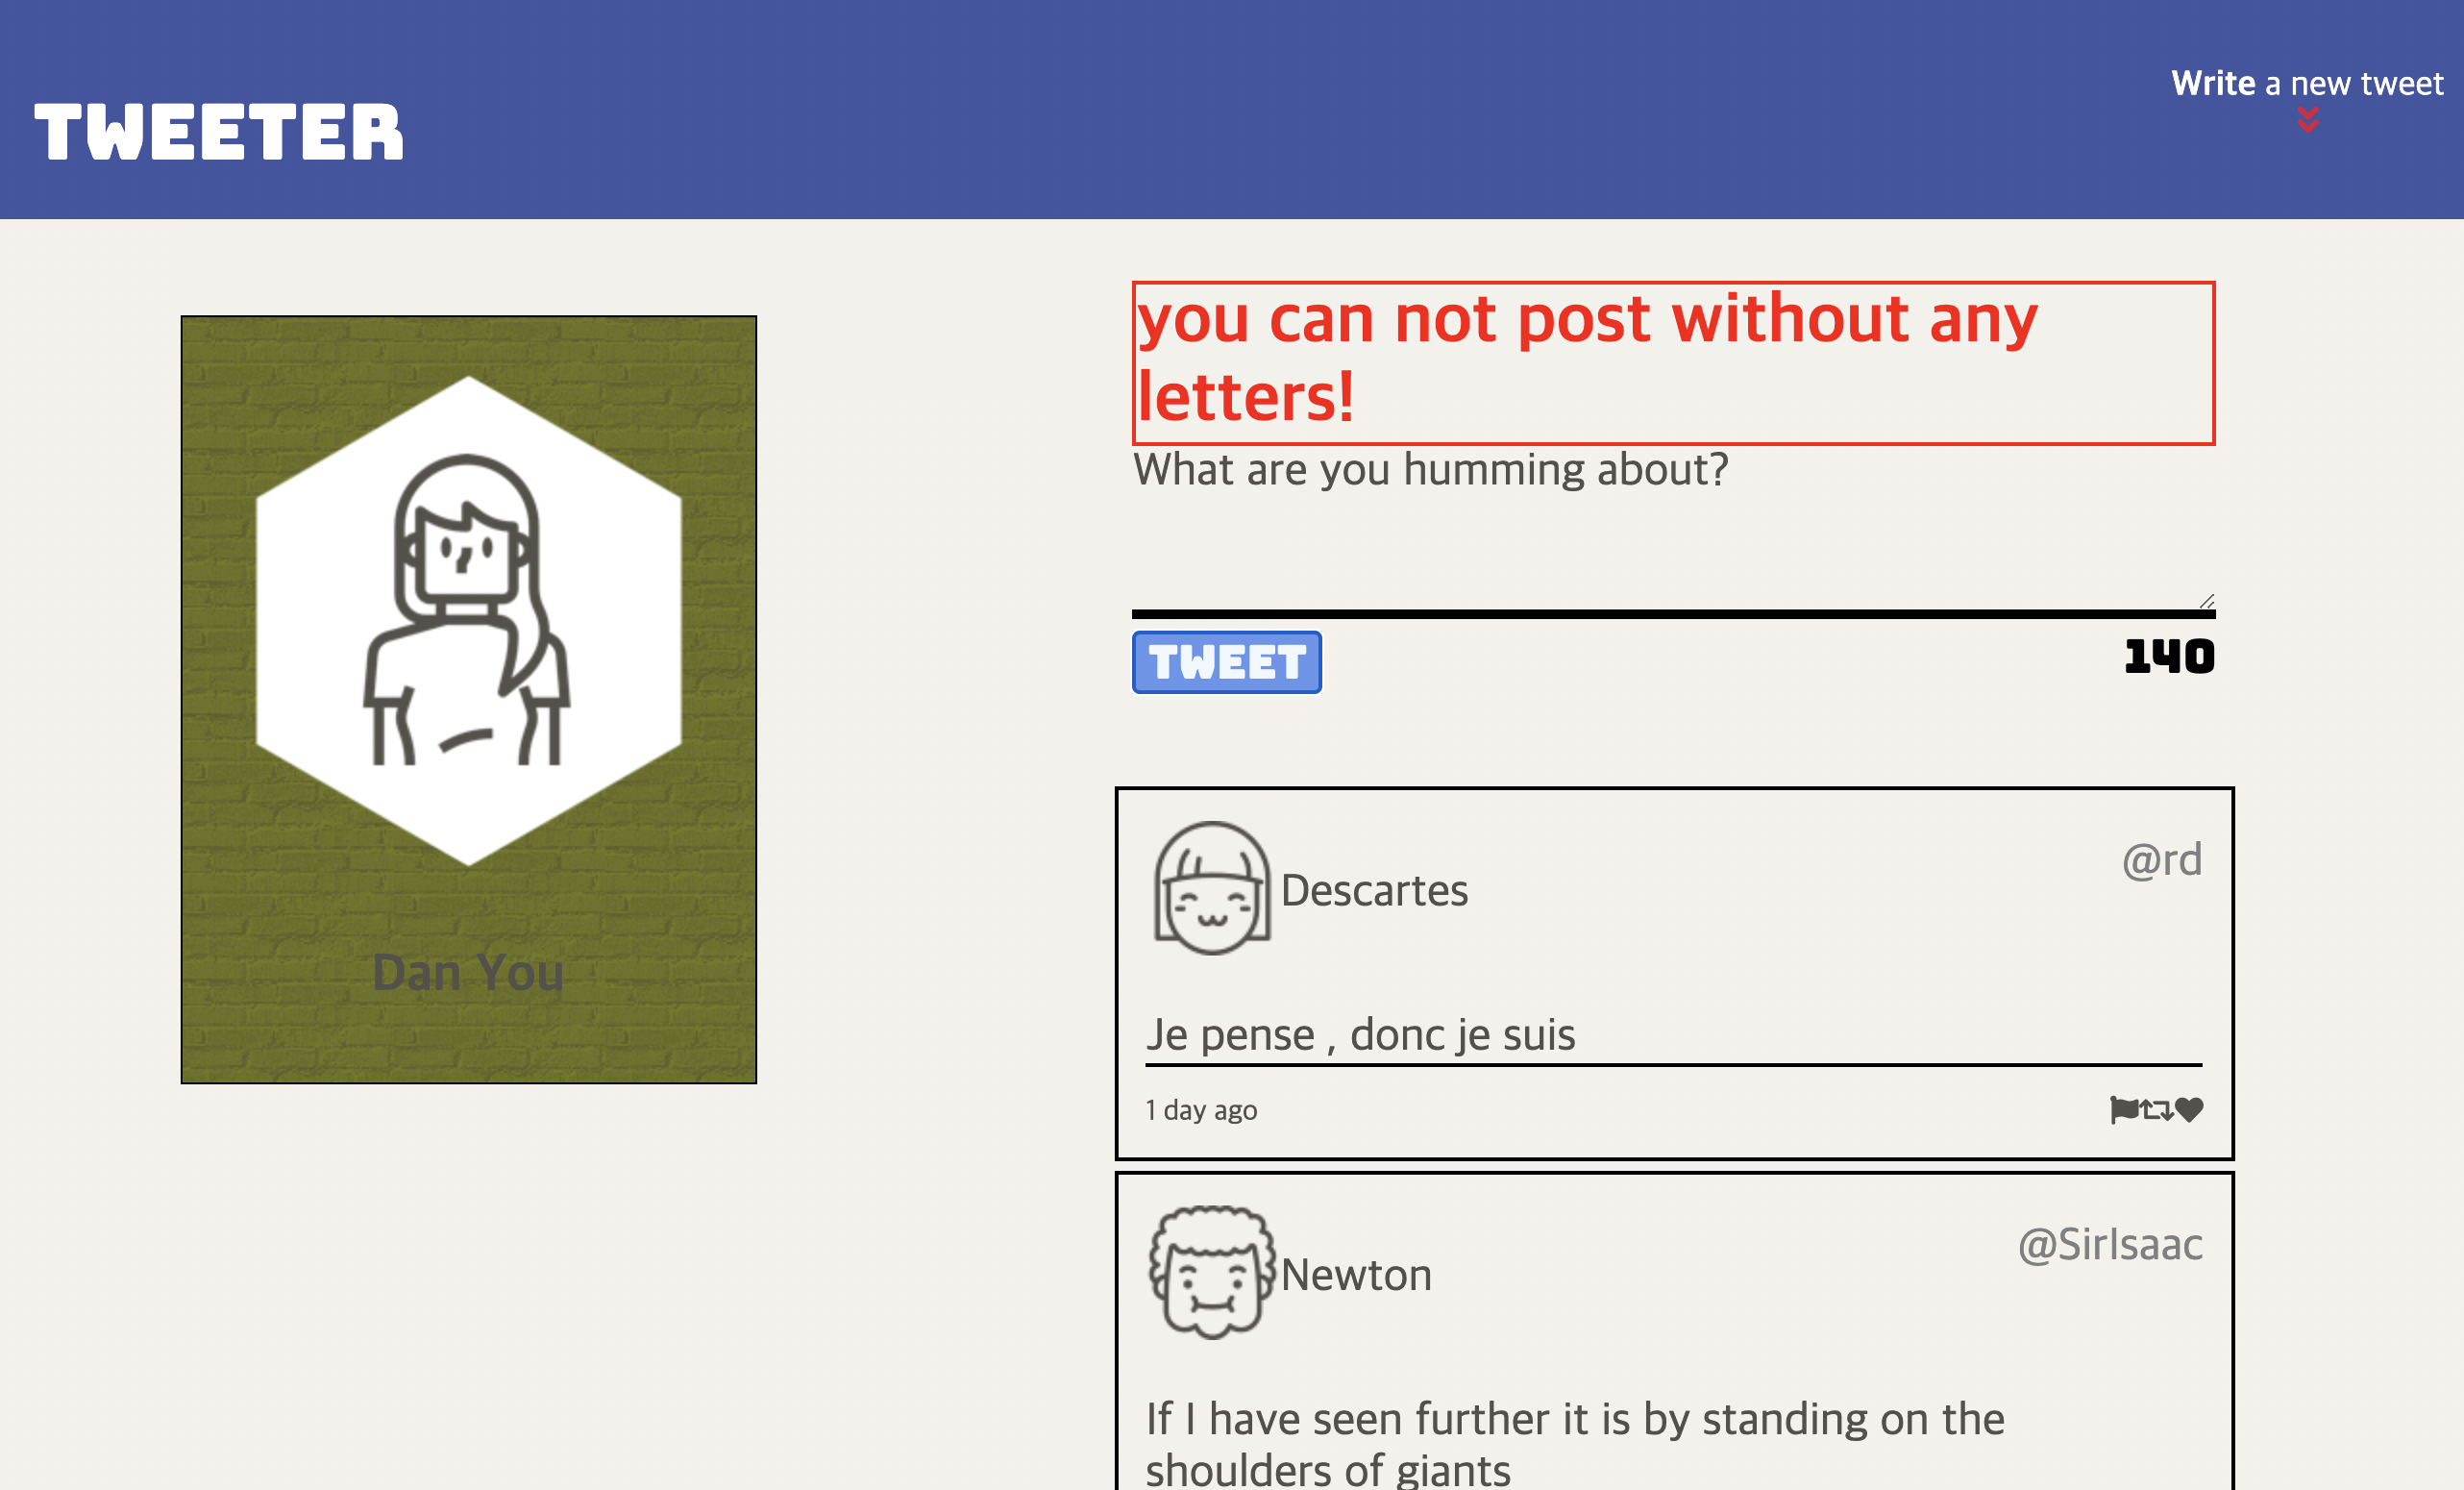 TWEETER
Write a new tweet
Dan You
you can not post without any
letters!
What are you humming about?
TWEET
140
Descartes
@rd
Je pense , donc je suis
1 day ago
Newton
@SirIsaac
If I have seen further it is by standing on the
shoulders of giants